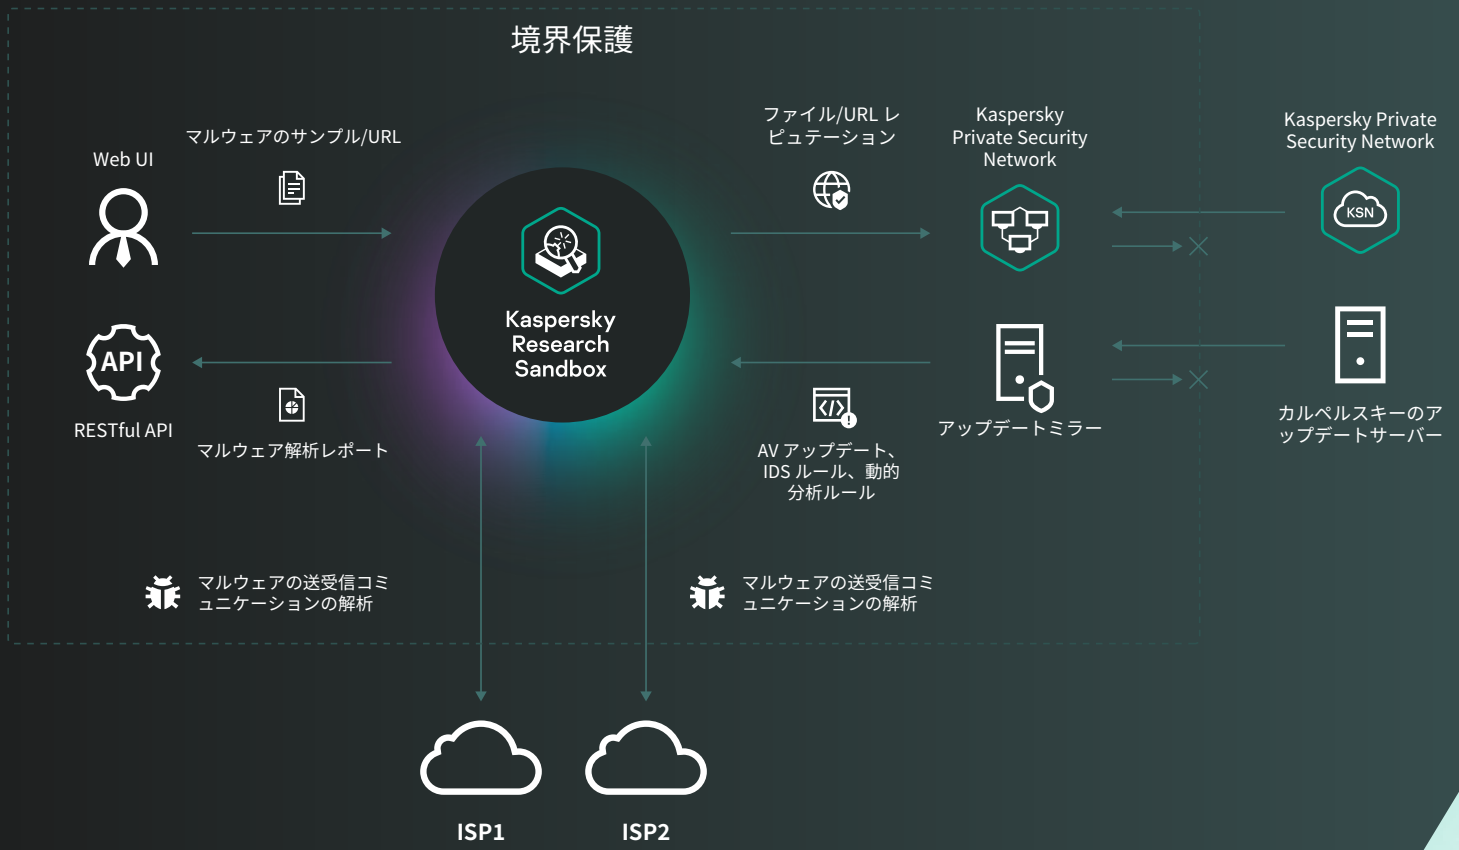 境界保護
Web UI
マルウェアのサンプル/URL
ファイル/URL レ
ピュテーション
Kaspersky
Private Security
Network
Kaspersky Private
Security Network
KSN
Kaspersky
Research
Sandbox
API
RESTful API
マルウェア解析レポート
AV アップデート、
IDS ルール、動的
分析ルール
アップデートミラー
カルペルスキーのア
ップデートサーバー
マルウェアの送受信コミ
ュニケーションの解析
マルウェアの送受信コミ
ュニケーションの解析
ISP1
ISP2